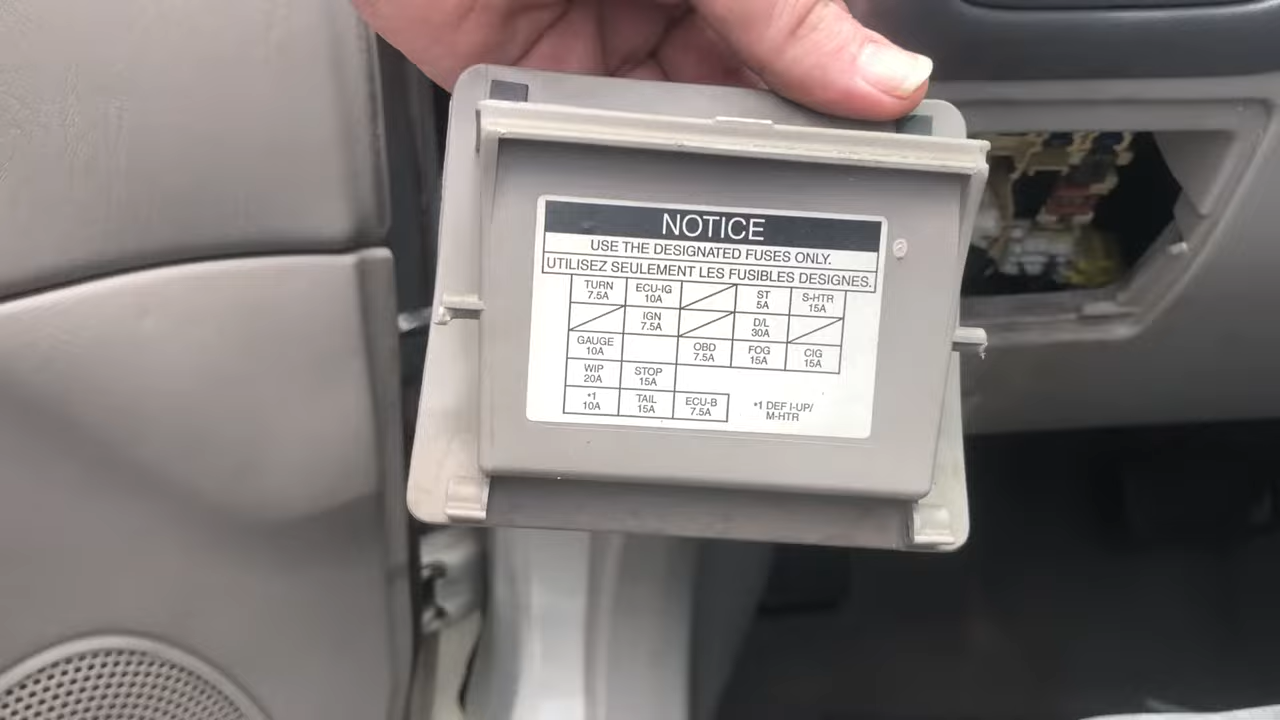 NOTICE
USE THE DESIGNATED FUSES ONLY.
UTILISEZ SEULEMENT LES FUSIBLES DESIGNES.
TURN ECU-IG ST S-HTR
7.5A 10A 5A 15A
IGN D/L
7.5A 30A
GAUGE OBD FOG CIG
10A 7.5A 15A 15A
WIP STOP
20A 15A
*1 TAIL ECU-B *1 DEF I-UP/
10A 15A 7.5A M-HTR